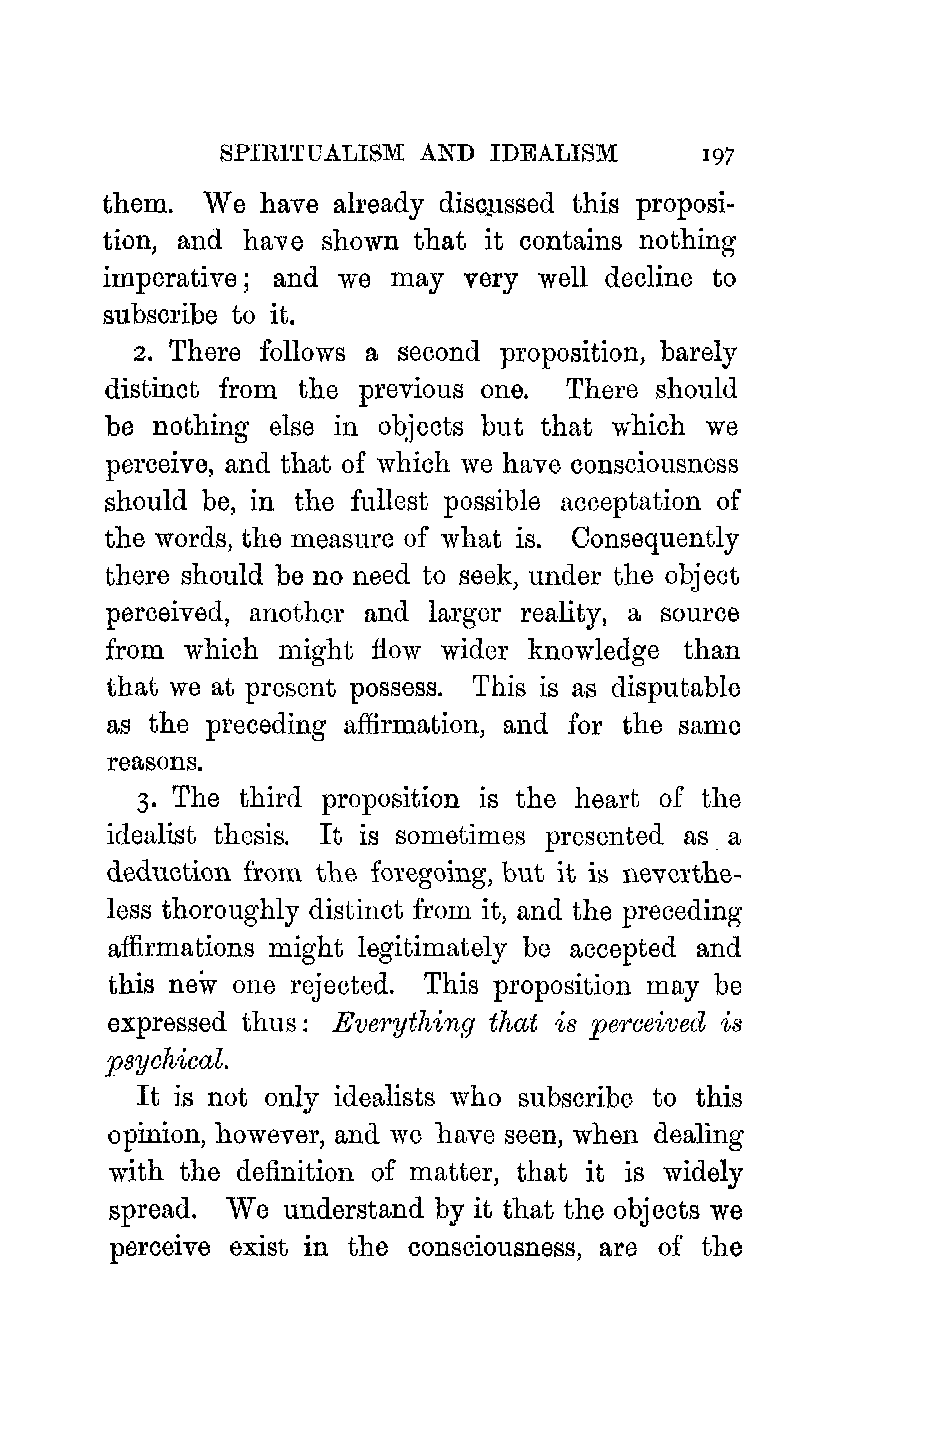 SPIRITUALISM AND IDEALISM 197
them. We have already discussed this proposi-
tion, and have shown that it contains nothing
imperative; and we may very well decline to
subscribe to it.
2. There follows a second proposition, barely
distinct from the previous one. There should
be nothing else in objects but that which we
perceive, and that of which we have consciousness
should be, in the fullest possible acceptation of
the words, the measure of what is. Consequently
there should be no need to seek, under the object
perceived, another and larger reality, a source
from which might flow wider knowledge than
that we at present possess. This is as disputable
as the preceding affirmation, and for the same
reasons.
3. The third proposition is the heart of the
idealist thesis. It is sometimes presented as a
deduction from the foregoing, but it is neverthe-
less thoroughly distinct from it, and the preceding
affirmations might legitimately be accepted and
this new one rejected. This proposition may be
expressed thus: Everything that is perceived is
psychical.
It is not only idealists who subscribe to this
opinion, however, and we have seen, when dealing
with the definition of matter, that it is widely
spread. We understand by it that the objects we
perceive exist in the consciousness, are of the